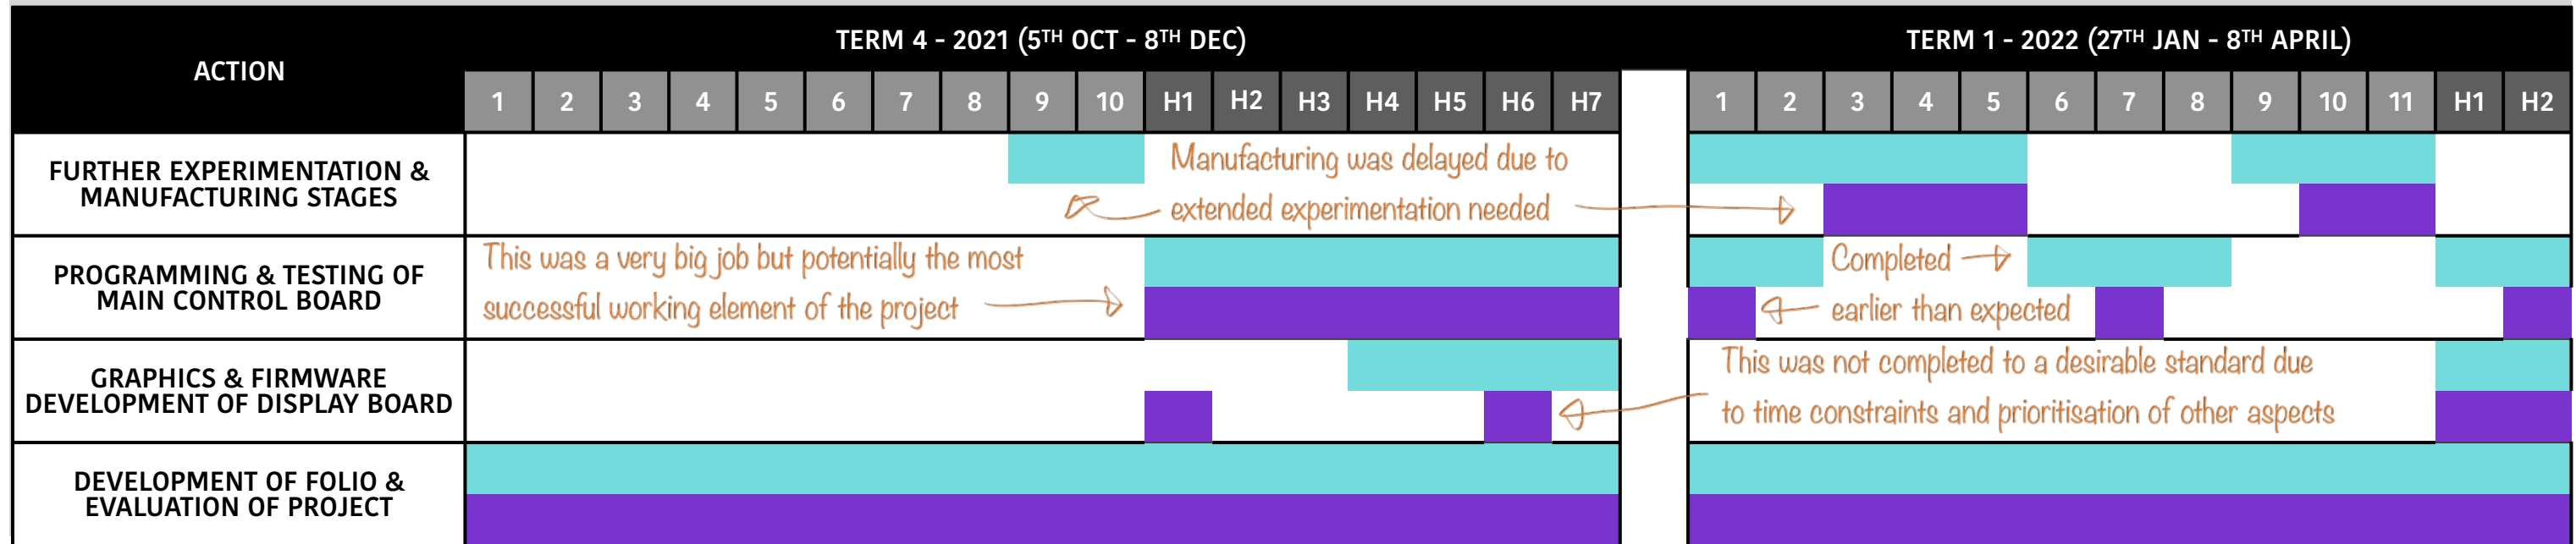 ACTION
TERM 4 - 2021 (5TH OCT - 8TH DEC)
TERM 1 - 2022 (27TH JAN - 8TH APRIL)
1 2 3 4 5 6 7 8 9 10 H1 H2 H3 H4 H5 H6 H7
1 2 3 4 5 6 7 8 9 10 11 H1 H2
FURTHER EXPERIMENTATION &
MANUFACTURING STAGES
Manufacturing was delayed due to
extended experimentation needed
PROGRAMMING & TESTING OF
MAIN CONTROL BOARD
This was a very big job but potentially the most
successful working element of the project
Completed
earlier than expected
GRAPHICS & FIRMWARE
DEVELOPMENT OF DISPLAY BOARD
This was not completed to a desirable standard due
to time constraints and prioritisation of other aspects
DEVELOPMENT OF FOLIO &
EVALUATION OF PROJECT